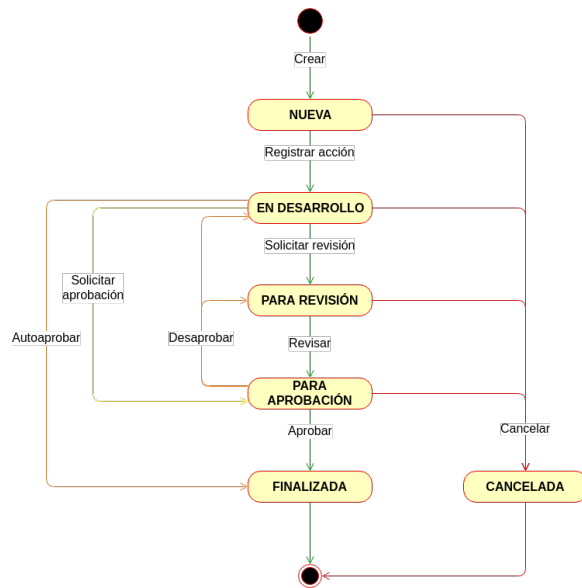 Crear
NUEVA
Registrar acción
EN DESARROLLO
Solicitar revisión
Solicitar
aprobación
PARA REVISIÓN
Autoaprobar
Desaprobar
Revisar
PARA
APROBACIÓN
Aprobar
Cancelar
FINALIZADA
CANCELADA